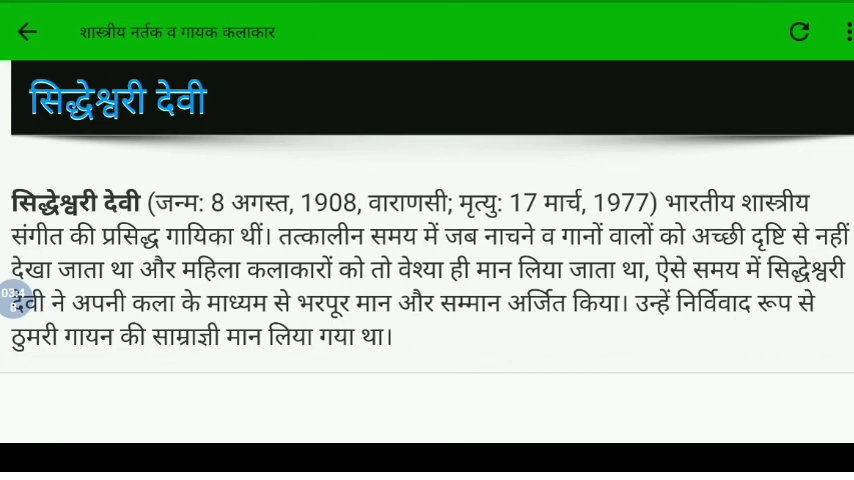 शास्त्रीय नर्तक व गायक कलाकार
सिद्धेश्वरी देवी
सिद्धेश्वरी देवी (जन्म: 8 अगस्त, 1908, वाराणसी; मृत्यु: 17 मार्च, 1977) भारतीय शास्त्रीय
संगीत की प्रसिद्ध गायिका थीं। तत्कालीन समय में जब नाचने व गानों वालों को अच्छी दृष्टि से नहीं
देखा जाता था और महिला कलाकारों को तो वेश्या ही मान लिया जाता था, ऐसे समय में सिद्धेश्वरी
देवी ने अपनी कला के माध्यम से भरपूर मान और सम्मान अर्जित किया। उन्हें निर्विवाद रूप से
ठुमरी गायन की साम्राज्ञी मान लिया गया था।